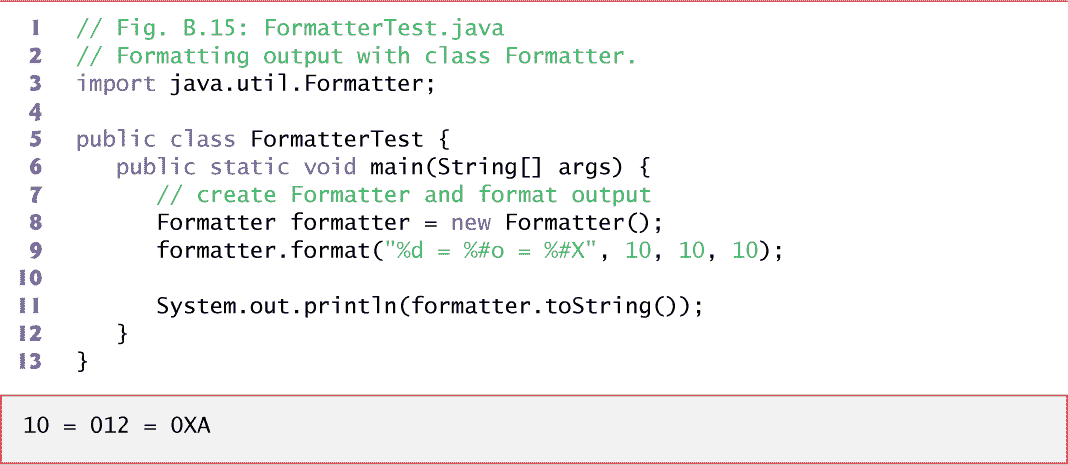 1 // Fig. B.15: FormatterTest.java
2 // Formatting output with class Formatter.
3 import java.util.Formatter;
4
5 public class FormatterTest {
6 public static void main(String[] args) {
7 // create Formatter and format output
8 Formatter formatter = new Formatter();
9 formatter.format("%d = %#o = %#X", 10, 10, 10);
10
11 System.out.println(formatter.toString());
12 }
13 }
10 = 012 = 0XA